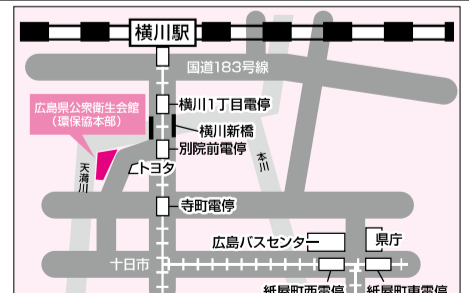 横川駅
国道183号線
広島県公衆衛生会館
(環保協本部)
横川1丁目電停
横川新橋
別院前電停
トヨタ
天満川
本川
寺町電停
広島バスセンター
県庁
十日市
紙屋町西電停
紙屋町東電停